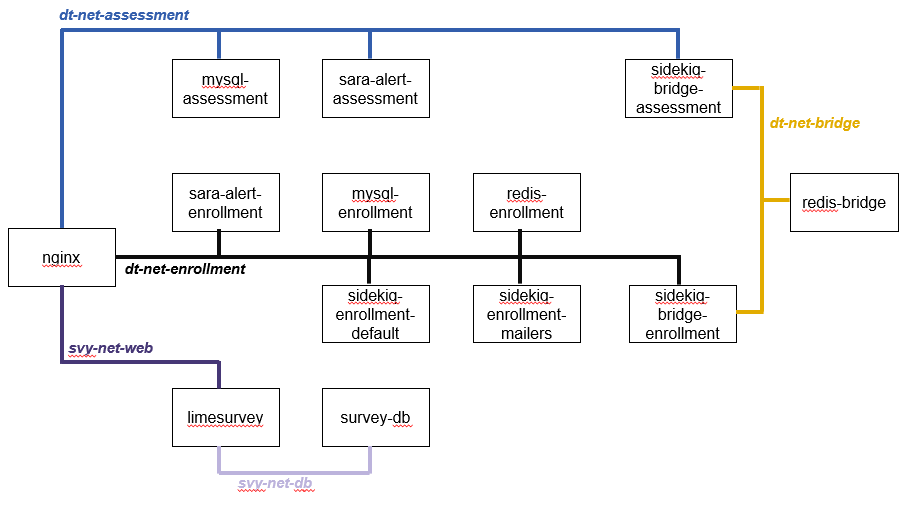 dt-net-assessment
mysql-
assessment
sara-alert-
assessment
sidekiq-
bridge-
assessment
dt-net-bridge
sara-alert-
enrollment
mysql-
enrollment
redis-
enrollment
redis-bridge
nginx
dt-net-enrollment
sidekiq-
enrollment-
default
sidekiq-
enrollment-
mailers
sidekiq-
bridge-
enrollment
svy-net-web
limesurvey
survey-db
svy-net-db